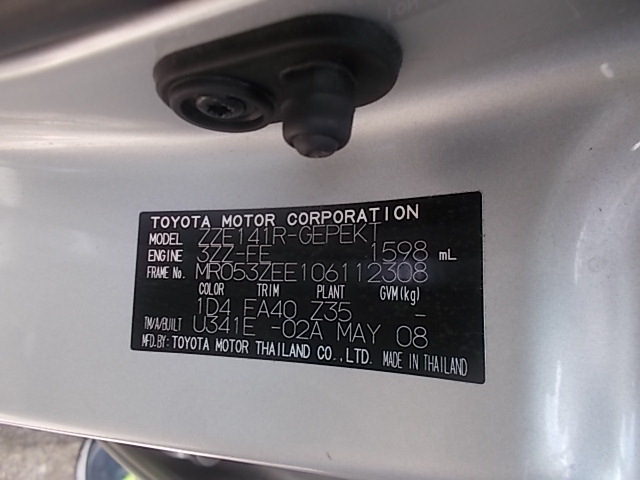 TOYOTA MOTOR CORPORATION
MODEL ZZE141R-GEPEKT
ENGINE 3ZZ-FE 1598 mL
FRAME No. MR053ZEE106112308
COLOR TRIM PLANT GVM(kg)
1D4 FA40 Z35 -
TM/A/BUILT U341E -02A MAY 08
MFD.BY: TOYOTA MOTOR THAILAND CO.,LTD. MADE IN THAILAND